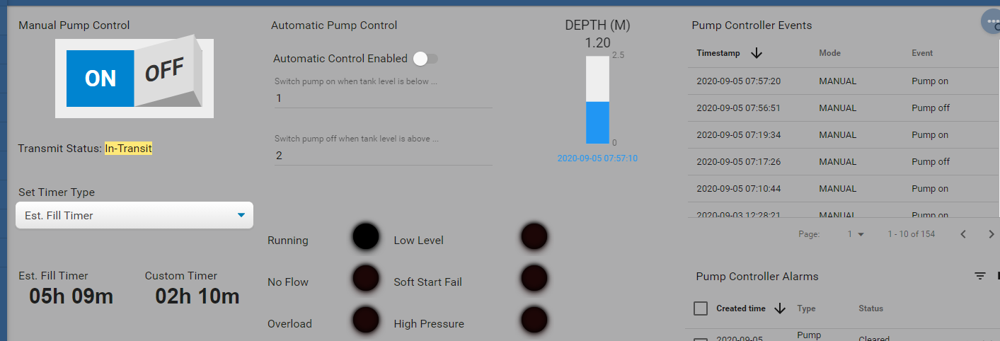 Manual Pump Control
ON
OFF
Transmit Status: In-Transit
Set Timer Type
Est. Fill Timer
Est. Fill Timer
05h 09m
Custom Timer
02h 10m
Automatic Pump Control
Automatic Control Enabled
Switch pump on when tank level is below ...
1
Switch pump off when tank level is above ...
2
DEPTH (M)
1.20
2.5
0
2020-09-05 07:57:10
Running
Low Level
No Flow
Soft Start Fail
Overload
High Pressure
Pump Controller Events
Timestamp Mode Event
2020-09-05 07:57:20 MANUAL Pump on
2020-09-05 07:56:51 MANUAL Pump off
2020-09-05 07:19:34 MANUAL Pump on
2020-09-05 07:17:26 MANUAL Pump off
2020-09-05 07:10:44 MANUAL Pump on
2020-09-03 12:28:21 MANUAL Pump on
Page: 1 1 - 10 of 154
Pump Controller Alarms
Created time Type Status
2020-09-05 Pump Cleared